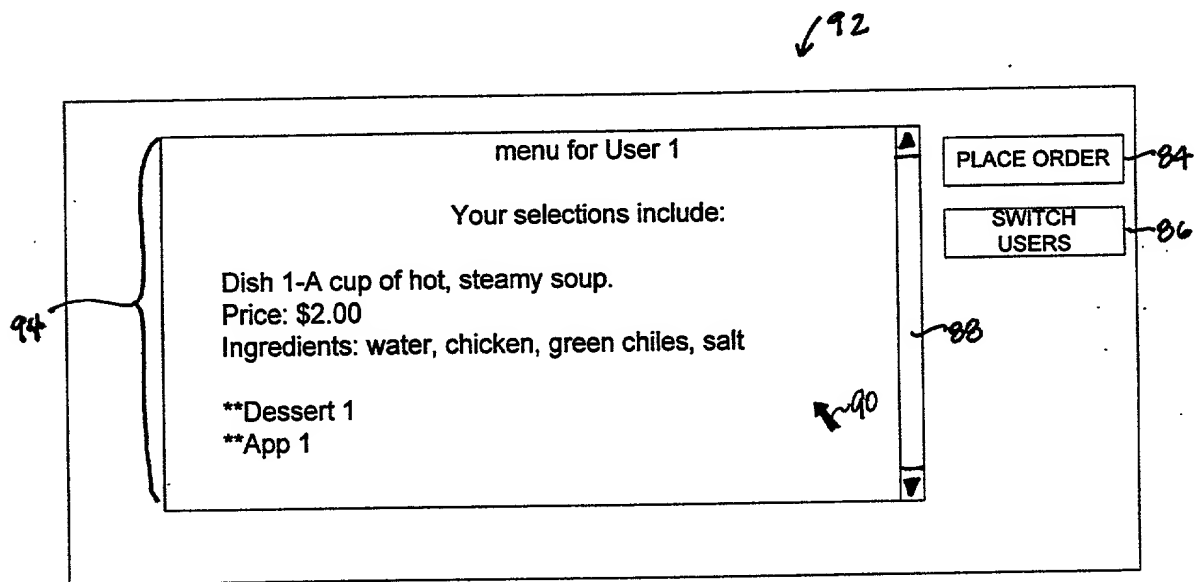 92
menu for User 1
PLACE ORDER
84
Your selections include:
SWITCH
USERS
86
Dish 1-A cup of hot, steamy soup.
Price: $2.00
94
Ingredients: water, chicken, green chiles, salt
88
**Dessert 1
90
**App 1